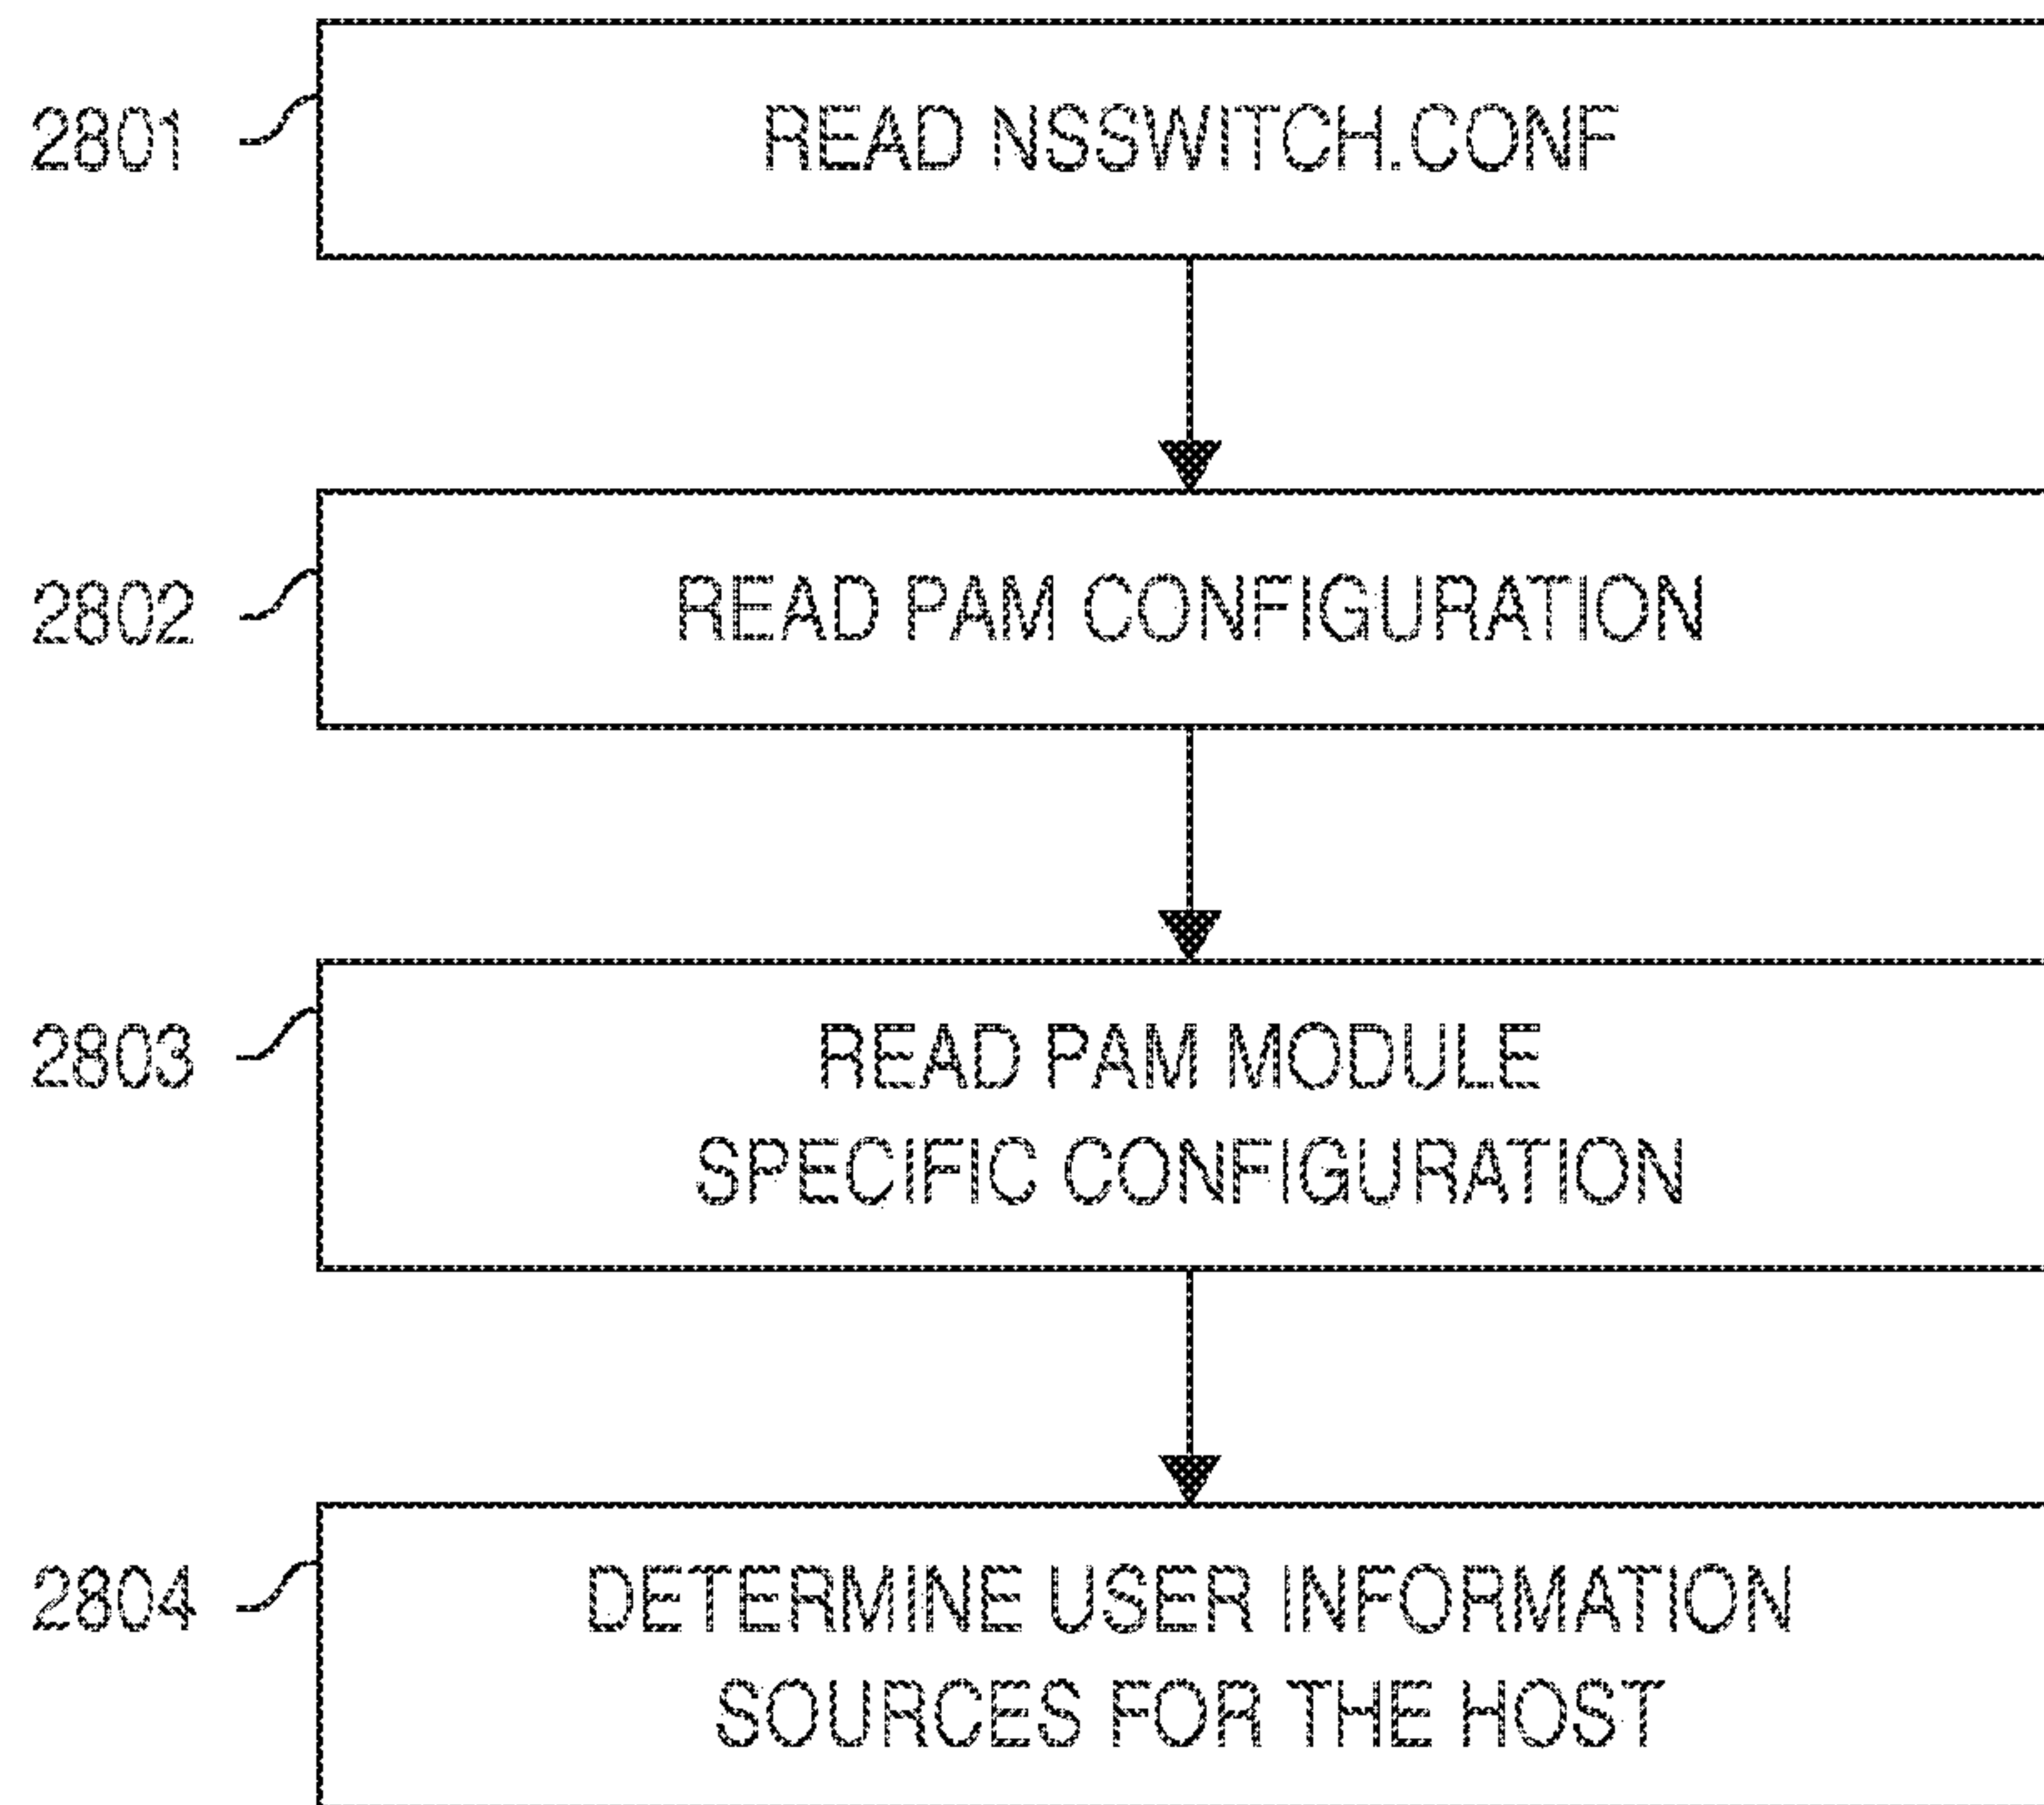 2801
READ NSSWITCH.CONF
2802
READ PAM CONFIGURATION
2803
READ PAM MODULE
SPECIFIC CONFIGURATION
2804
DETERMINE USER INFORMATION
SOURCES FOR THE HOST